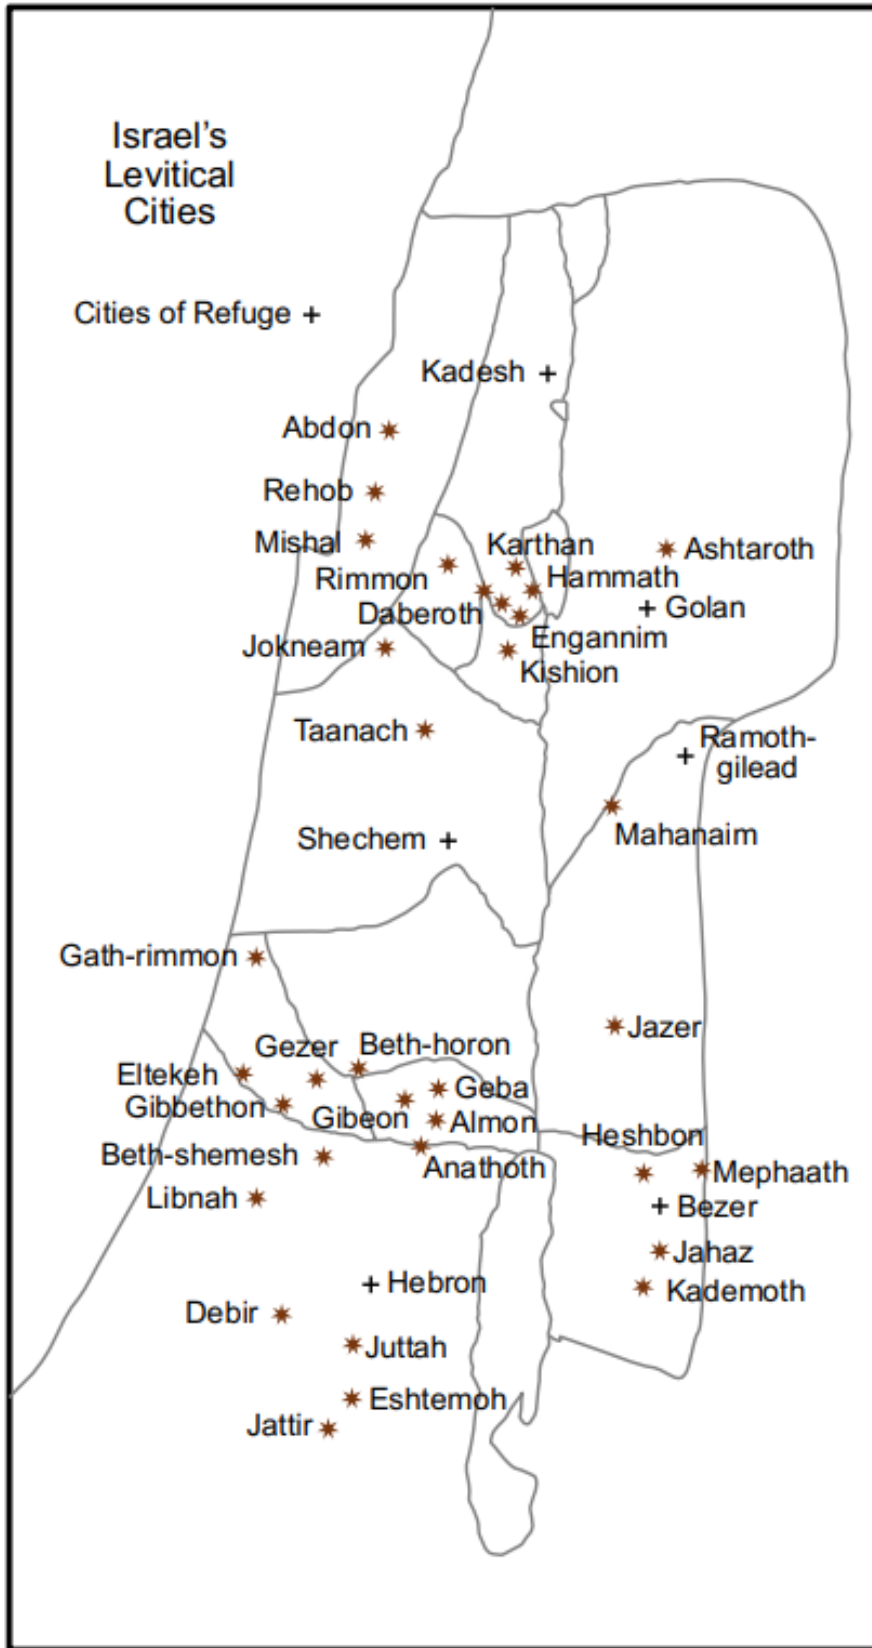 Israel's
Levitical
Cities
Cities of Refuge
Kadesh
Abdon
Rehob
Mishal
Karthan
Ashtaroth
Rimmon
Hammath
Daberoth
Golan
Engannim
Jokneam
Kishion
Taanach
Ramoth-
gilead
Mahanaim
Shechem
Gath-rimmon
Jazer
Gezer
Beth-horon
Eltekeh
Geba
Gibbethon
Gibeon
Almon
Heshbon
Beth-shemesh
Anathoth
Mephaath
Libnah
Bezer
Jahaz
Hebron
Kademoth
Debir
Juttah
Eshtemoh
Jattir